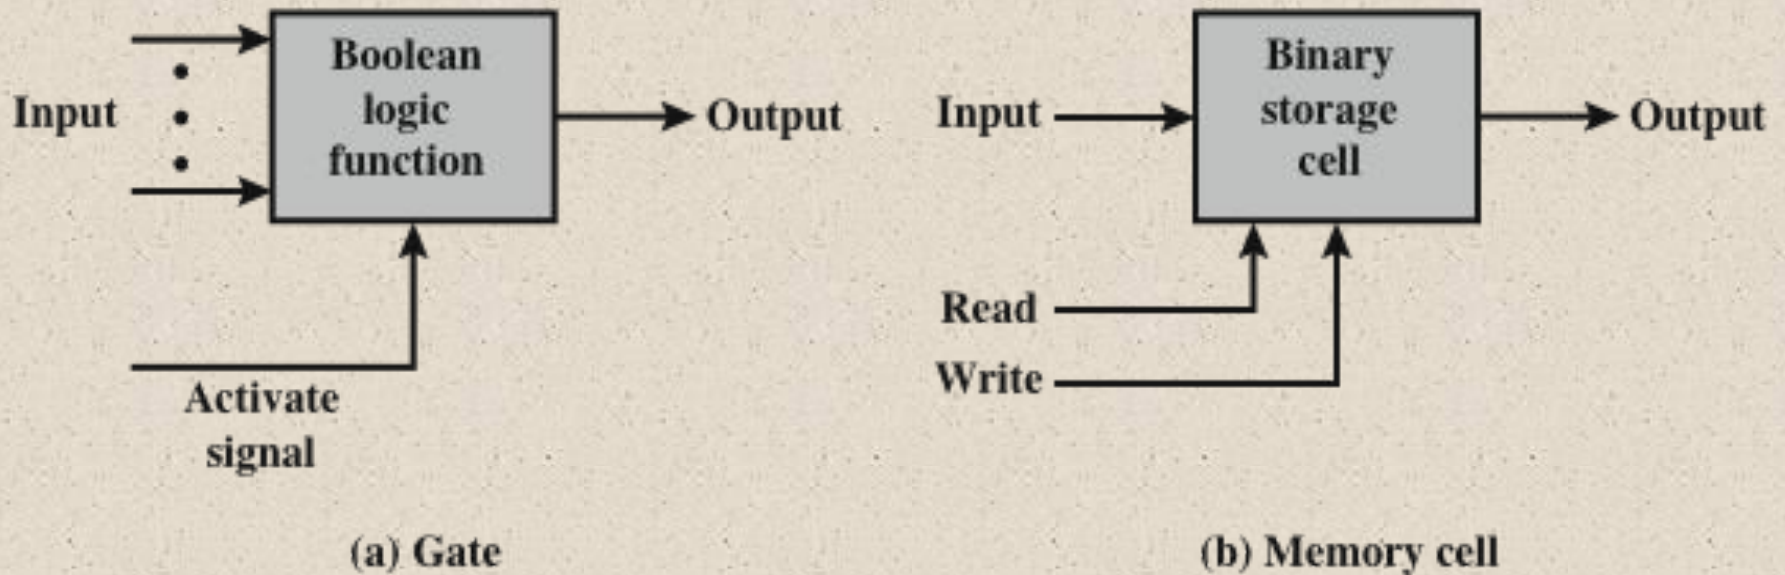 Boolean
logic
function
Input
Output
Activate
signal
(a) Gate
Binary
storage
cell
Input
Output
Read
Write
(b) Memory cell